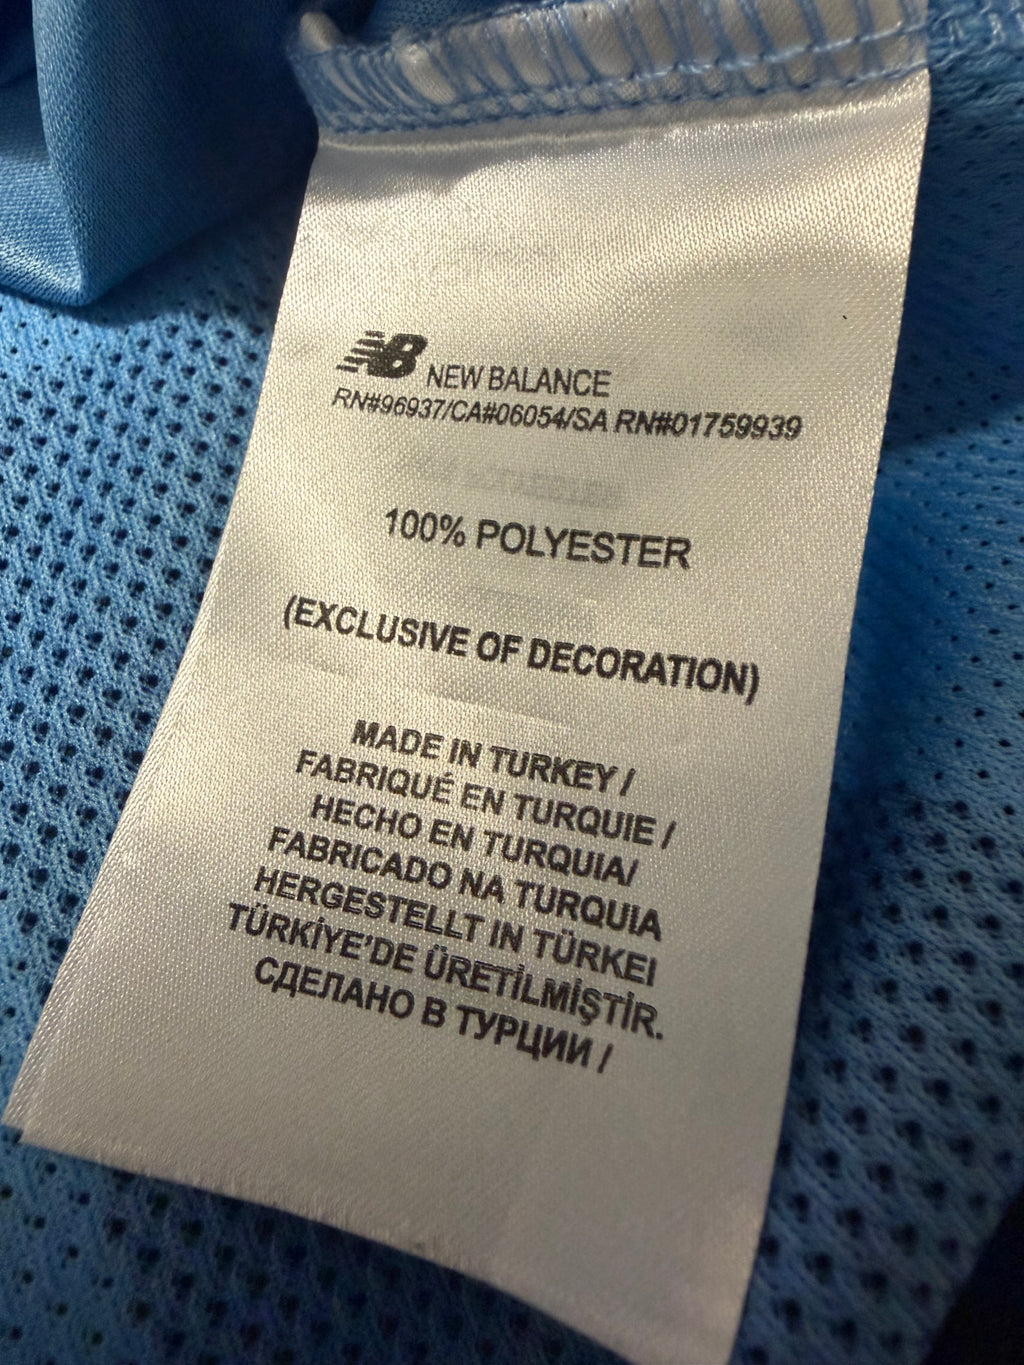 NB NEW BALANCE
RN#96937/CA#06054/SA RN#01759939
100% POLYESTER
(EXCLUSIVE OF DECORATION)
MADE IN TURKEY /
FABRIQUÉ EN TURQUIE /
HECHO EN TURQUIA/
FABRICADO NA TURQUIA
HERGESTELLT IN TÜRKEI
TÜRKİYE'DE ÜRETİLMİŞTİR.
СДЕЛАНО В ТУРЦИИ /